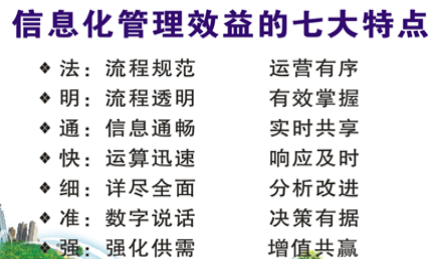 信息化管理效益的七大特点
❖ 法：流程规范 运营有序
❖ 明：流程透明 有效掌握
❖ 通：信息通畅 实时共享
❖ 快：运算迅速 响应及时
❖ 细：详尽全面 分析改进
❖ 准：数字说话 决策有据
❖ 强：强化供需 增值共赢